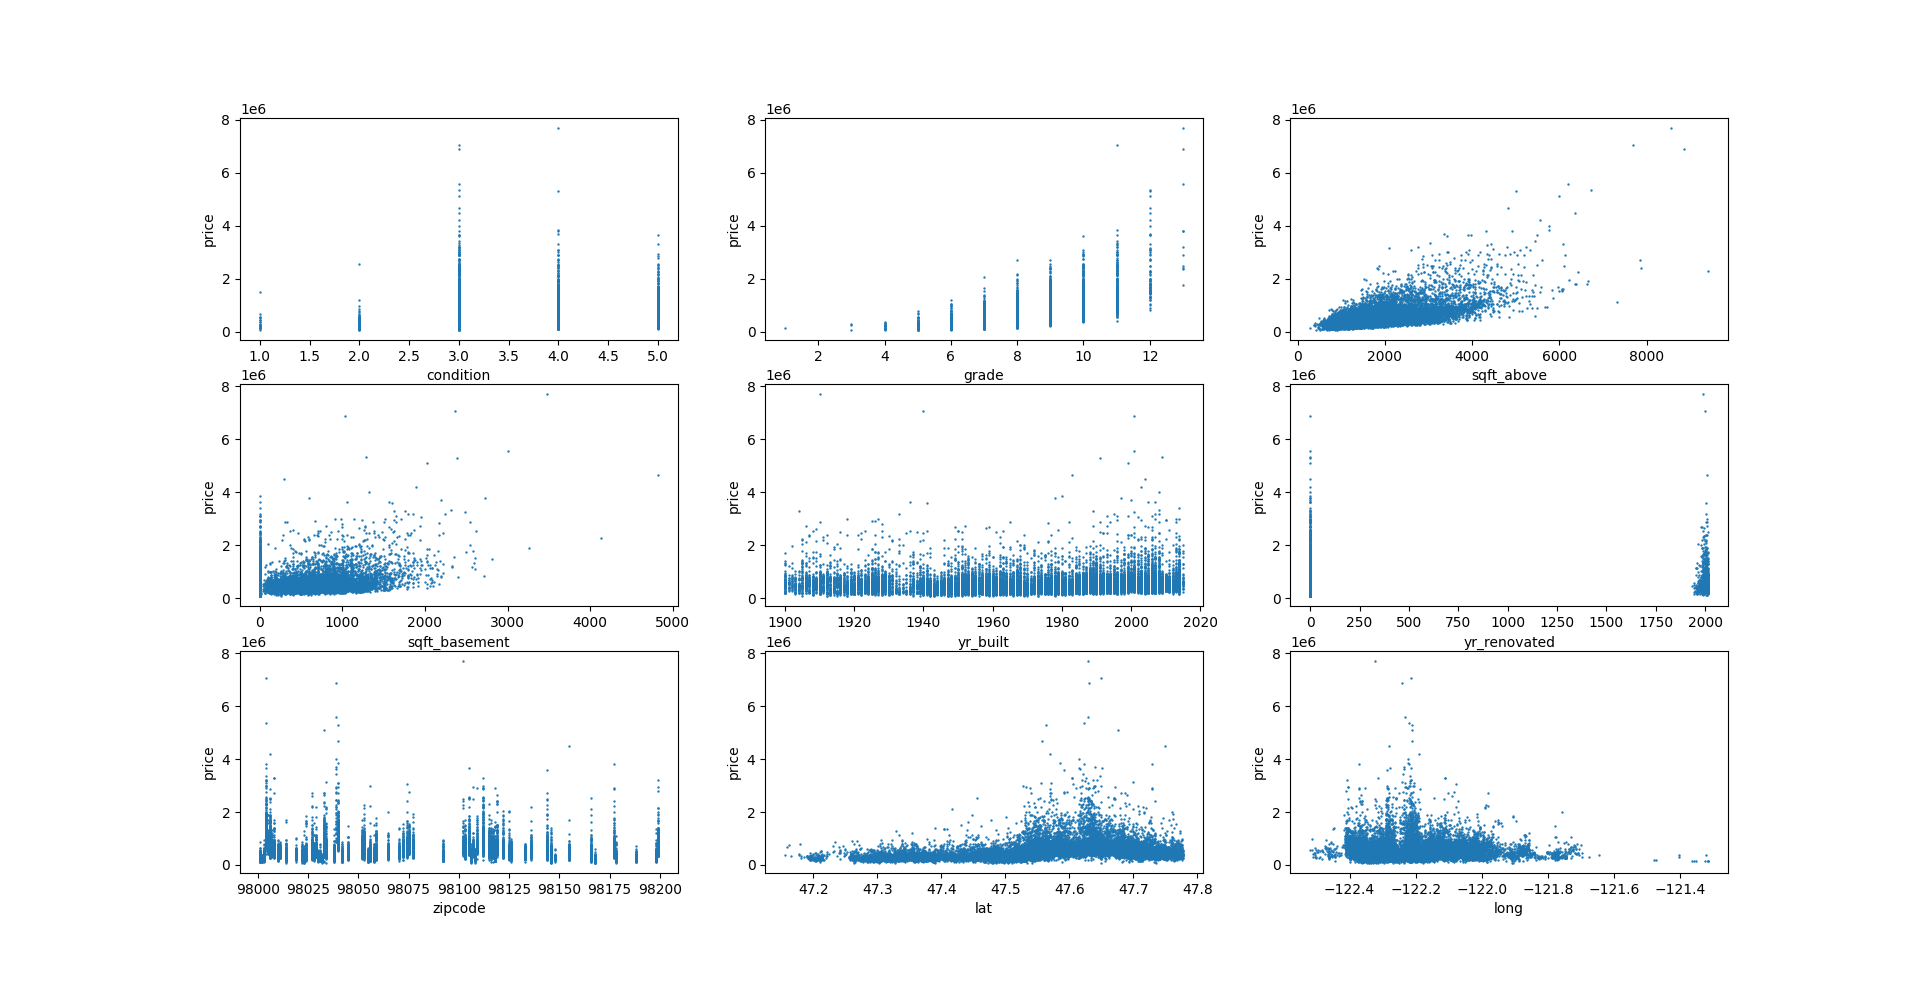 1e6 1e6 1e6
8 8 8
6 6 6
price price price
4 4 4
2 2 2
0 0 0
1.0 1.5 2.0 2.5 3.0 3.5 4.0 4.5 5.0 2 4 6 8 10 12 0 2000 4000 6000 8000
condition grade sqft_above
1e6 1e6 1e6
8 8 8
6 6 6
price price price
4 4 4
2 2 2
0 0 0
0 1000 2000 3000 4000 5000 1900 1920 1940 1960 1980 2000 2020 0 250 500 750 1000 1250 1500 1750 2000
sqft_basement yr_built yr_renovated
1e6 1e6 1e6
8 8 8
6 6 6
price price price
4 4 4
2 2 2
0 0 0
98000 98025 98050 98075 98100 98125 98150 98175 98200 47.2 47.3 47.4 47.5 47.6 47.7 47.8 −122.4 −122.2 −122.0 −121.8 −121.6 −121.4
zipcode lat long